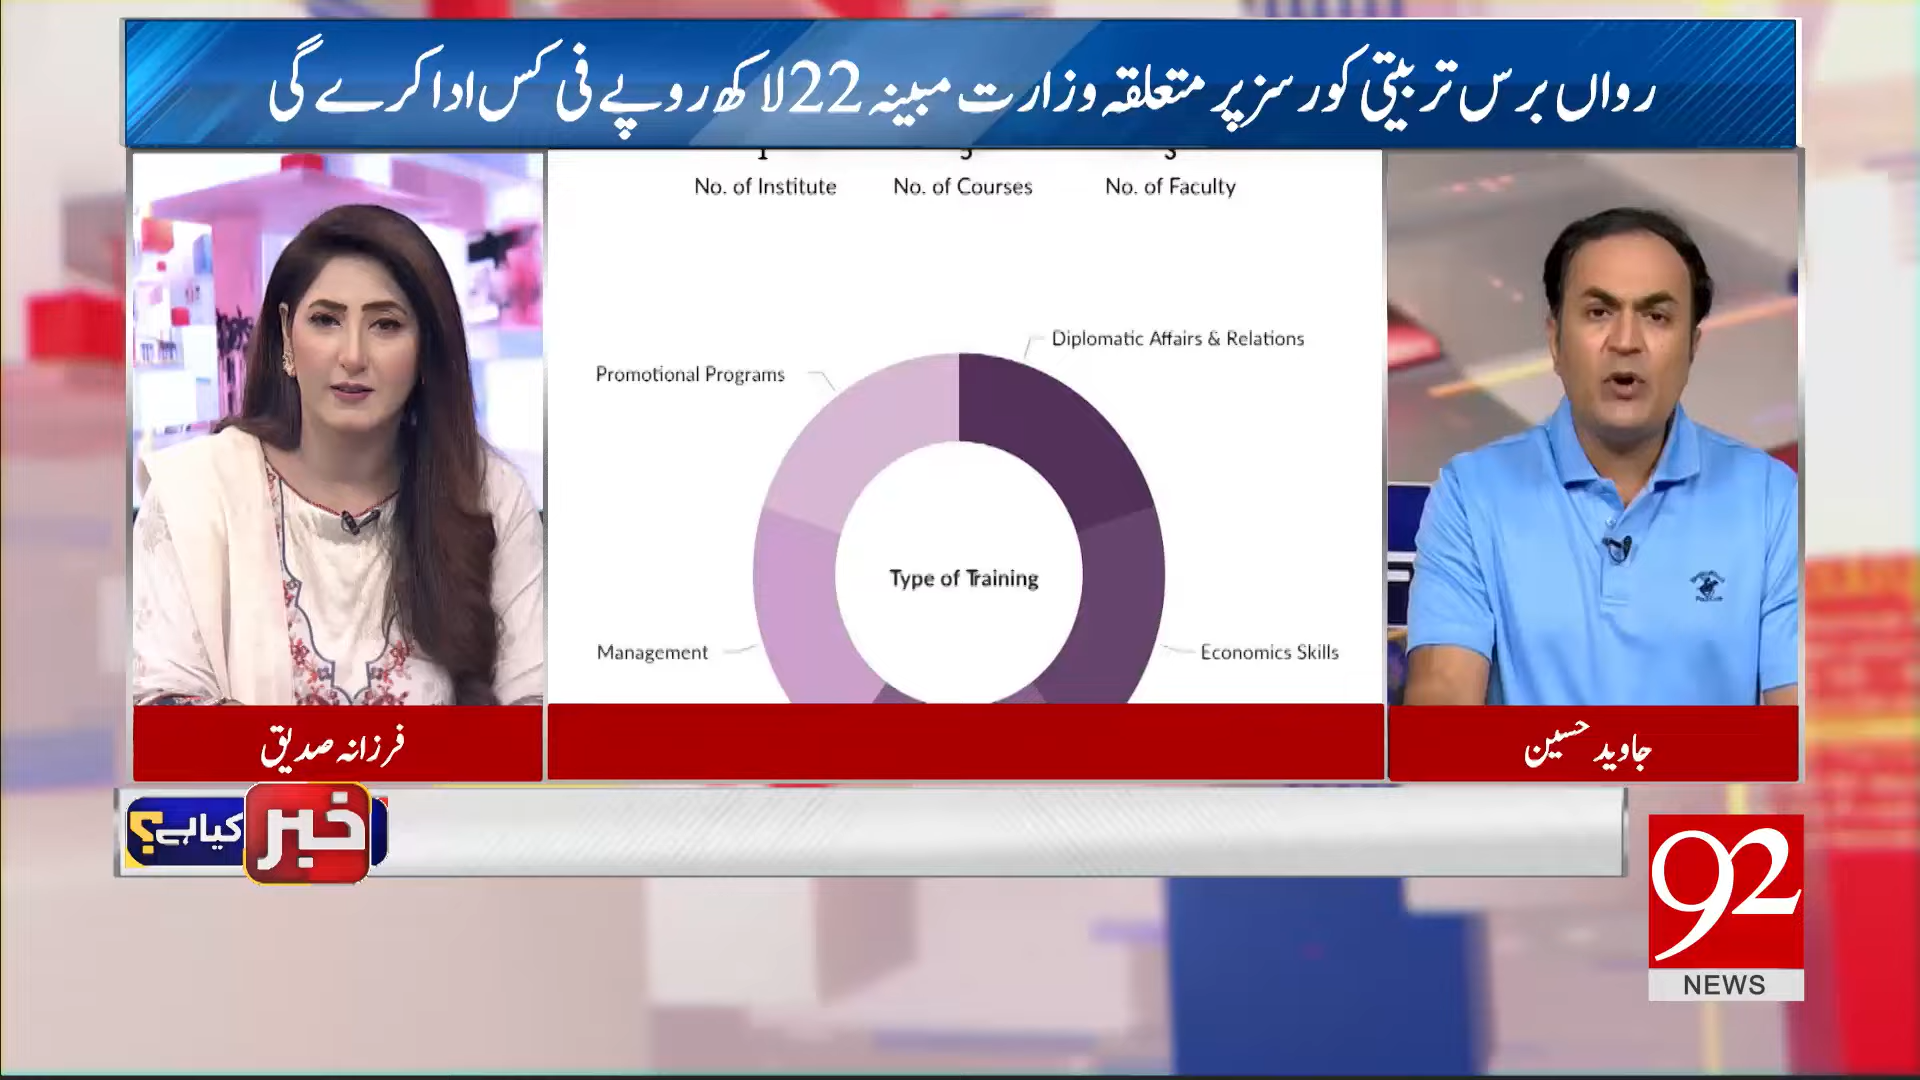 رواں برس تربیتی کورسز پر متعلقہ وزارت مبینہ 22 لاکھ روپے فی کس ادا کرے گی
No. of Institute
No. of Courses
No. of Faculty
Diplomatic Affairs & Relations
Promotional Programs
Type of Training
Management
Economics Skills
فرزانہ صدیق
جاوید حسین
خبر کیا ہے؟
92
NEWS